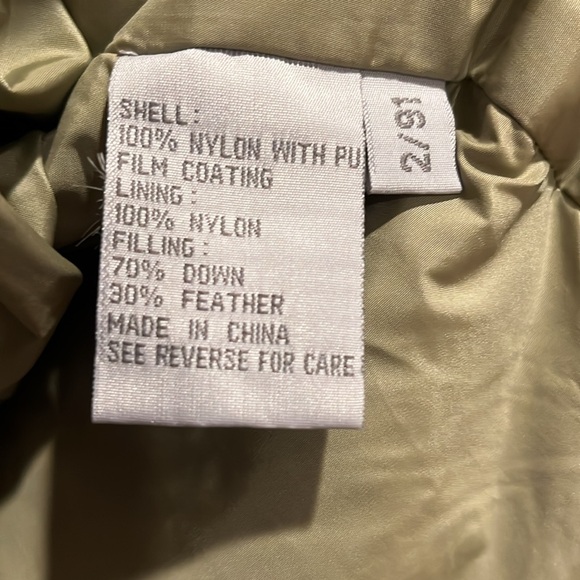 SHELL:
100% NYLON WITH PU
FILM COATING
LINING:
100% NYLON
FILLING:
70% DOWN
30% FEATHER
MADE IN CHINA
SEE REVERSE FOR CARE
2/91